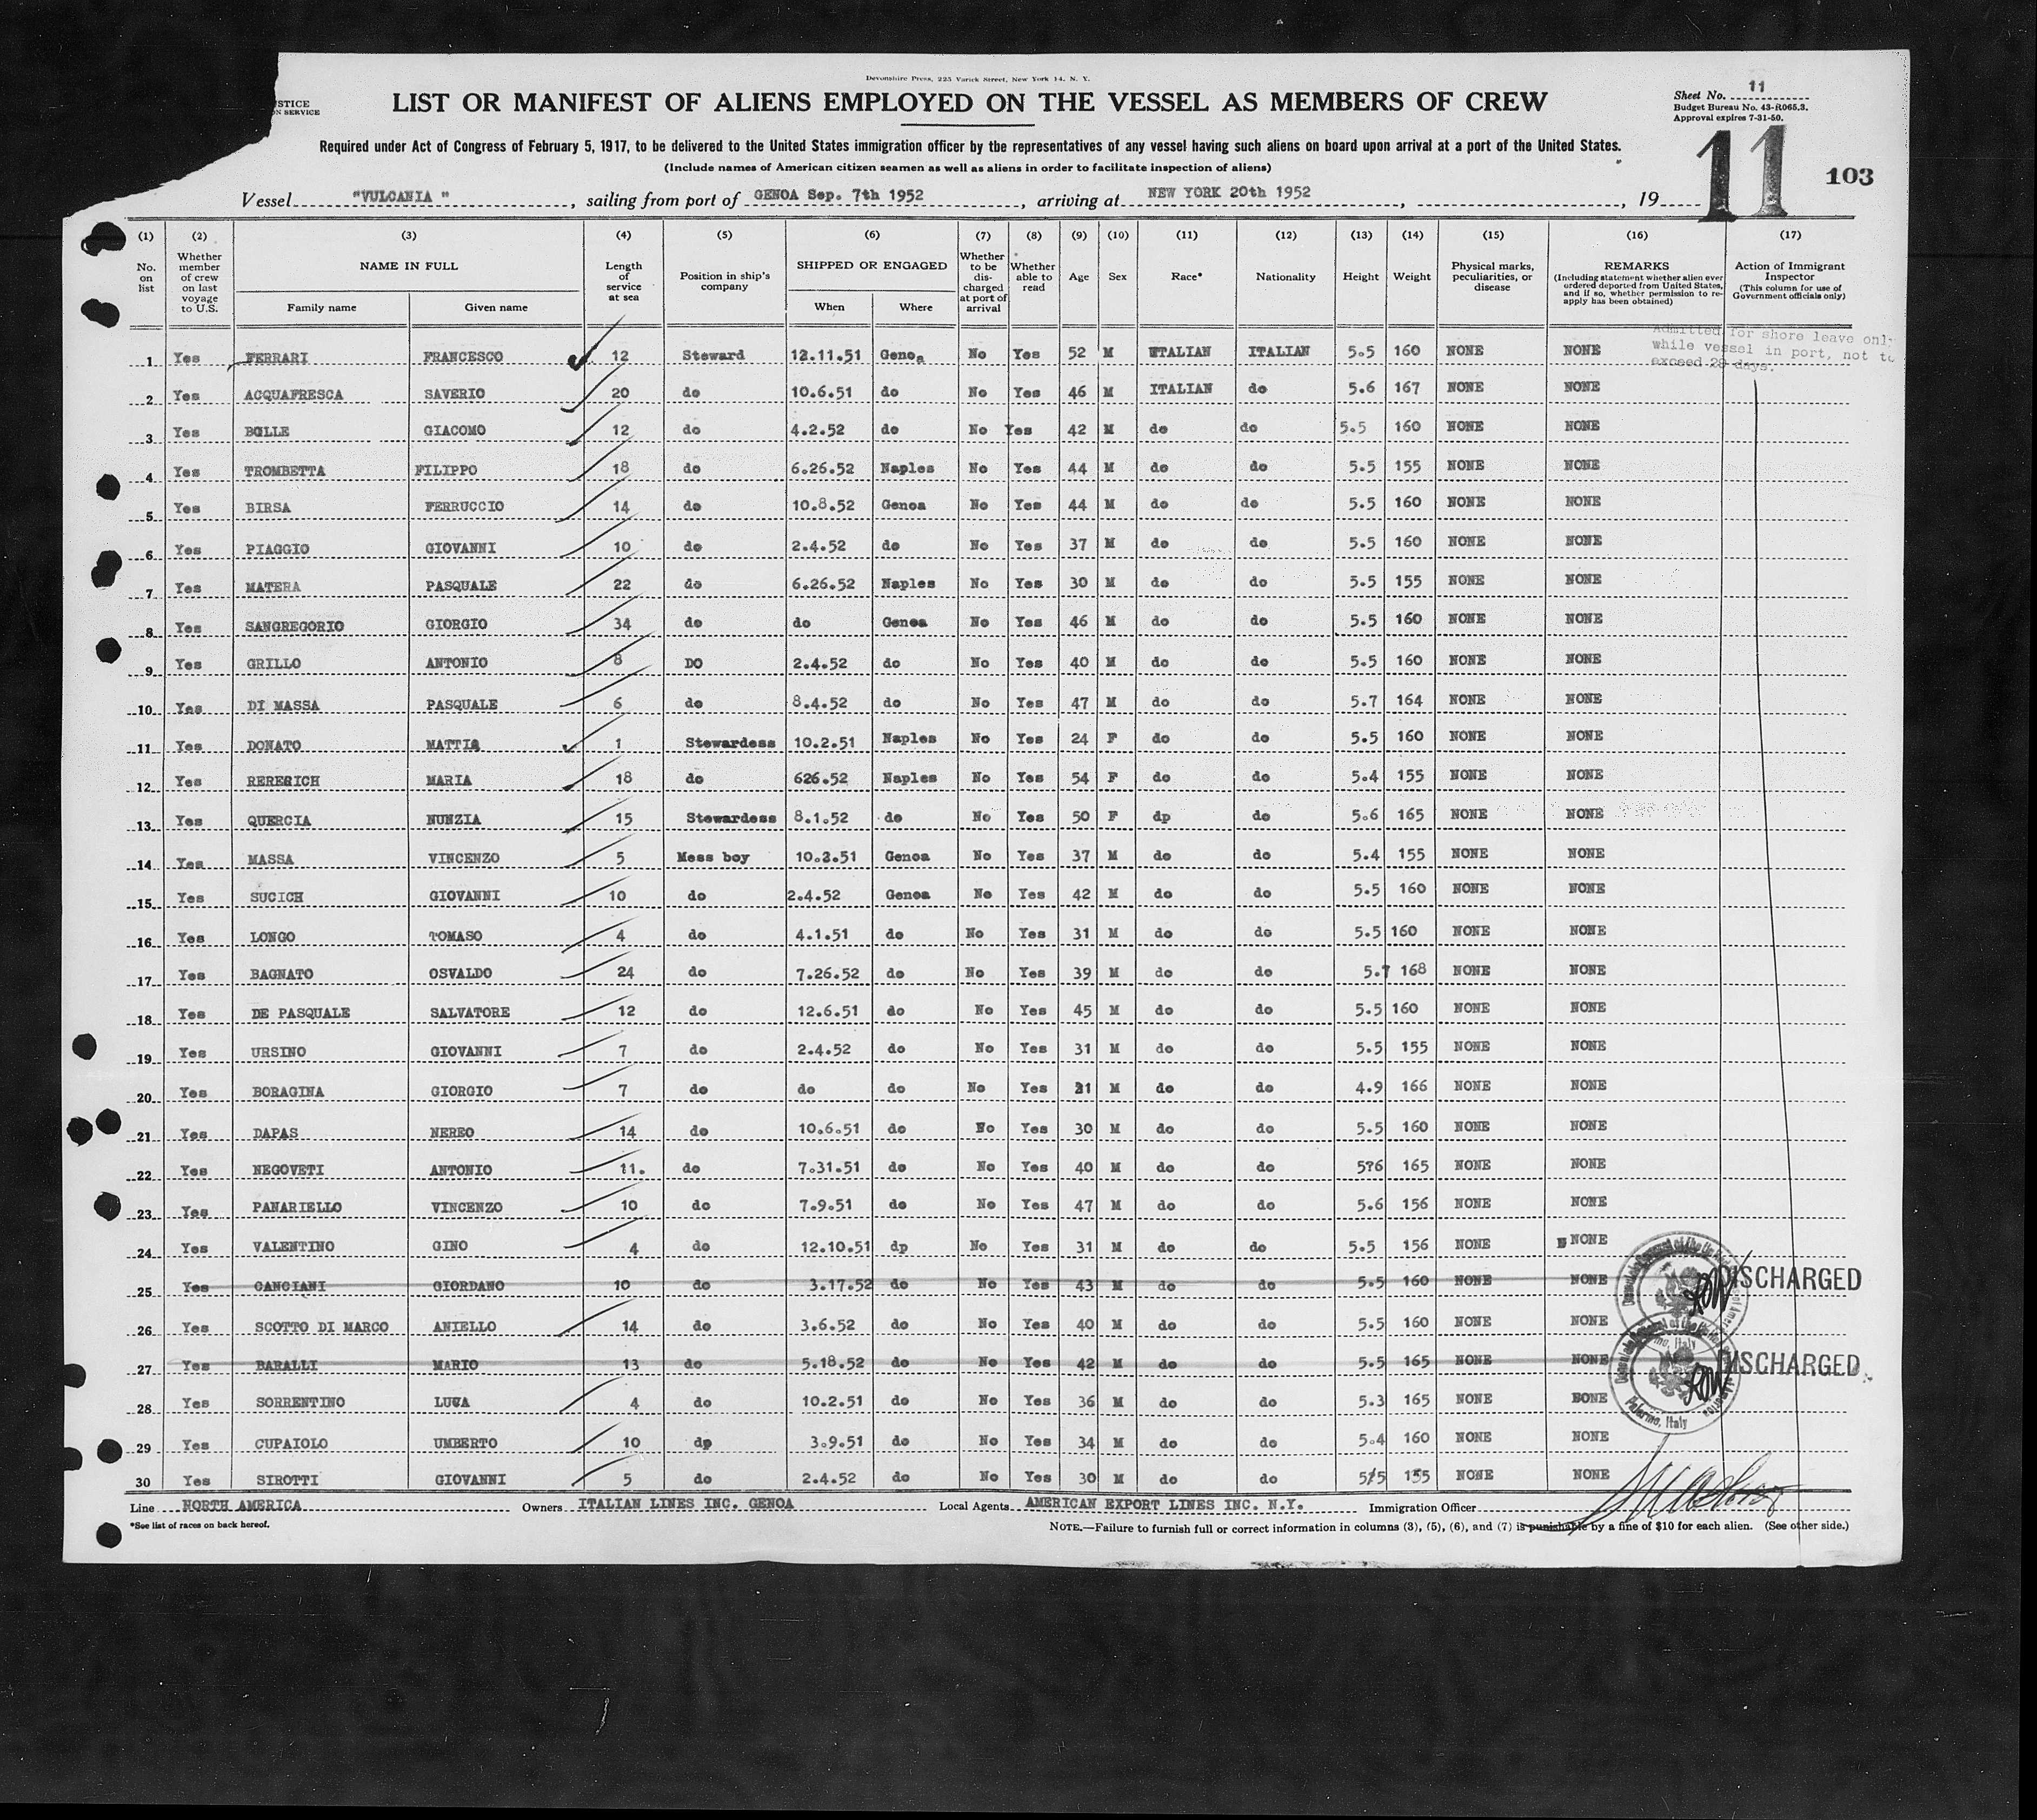 Devonshire Press, 225 Varick Street, New York 14, N. Y.
STICE
N SERVICE
LIST OR MANIFEST OF ALIENS EMPLOYED ON THE VESSEL AS MEMBERS OF CREW
Sheet No. 11
Budget Bureau No. 43-R065.3.
Approval expires 7-31-50.
Required under Act of Congress of February 5, 1917, to be delivered to the United States immigration officer by the representatives of any vessel having such aliens on board upon arrival at a port of the United States.
(Include names of American citizen seamen as well as aliens in order to facilitate inspection of aliens)
11 103
Vessel "VULCANIA ", sailing from port of GENOA Sep. 7th 1952, arriving at NEW YORK 20th 1952, , 19
(1) (2) (3) (4) (5) (6) (7) (8) (9) (10) (11) (12) (13) (14) (15) (16) (17)
No. on list
Whether member of crew on last voyage to U.S.
NAME IN FULL
Family name Given name
Length of service at sea
Position in ship's company
SHIPPED OR ENGAGED
When Where
Whether to be discharged at port of arrival
Whether able to read
Age
Sex
Race*
Nationality
Height
Weight
Physical marks, peculiarities, or disease
REMARKS
(Including statement whether alien ever ordered deported from United States, and if so, whether permission to reapply has been obtained)
Action of Immigrant Inspector
(This column for use of Government officials only)
Admitted for shore leave onl
while vessel in port, not to
exceed 29 days.
1 Yes FERRARI FRANCESCO 12 Steward 12.11.51 Genoa No Yes 52 M ITALIAN ITALIAN 5.5 160 NONE NONE
2 Yes ACQUAFRESCA SAVERIO 20 do 10.6.51 do No Yes 46 M ITALIAN do 5.6 167 NONE NONE
3 Yes BOLLE GIACOMO 12 do 4.2.52 do No Yes 42 M do do 5.5 160 NONE NONE
4 Yes TROMBETTA FILIPPO 18 do 6.26.52 Naples No Yes 44 M do do 5.5 155 NONE NONE
5 Yes BIRSA FERRUCCIO 14 do 10.8.52 Genoa No Yes 44 M do do 5.5 160 NONE NONE
6 Yes PIAGGIO GIOVANNI 10 do 2.4.52 do No Yes 37 M do do 5.5 160 NONE NONE
7 Yes MATERA PASQUALE 22 do 6.26.52 Naples No Yes 30 M do do 5.5 155 NONE NONE
8 Yes SANGREGORIO GIORGIO 34 do do Genoa No Yes 46 M do do 5.5 160 NONE NONE
9 Yes GRILLO ANTONIO 8 DO 2.4.52 do No Yes 40 M do do 5.5 160 NONE NONE
10 Yes DI MASSA PASQUALE 6 do 8.4.52 do No Yes 47 M do do 5.7 164 NONE NONE
11 Yes DONATO MATTIA 1 Stewardess 10.2.51 Naples No Yes 24 F do do 5.5 160 NONE NONE
12 Yes RERERICH MARIA 18 do 626.52 Naples No Yes 54 F do do 5.4 155 NONE NONE
13 Yes QUERCIA NUNZIA 15 Stewardess 8.1.52 do No Yes 50 F dp do 5.6 165 NONE NONE
14 Yes MASSA VINCENZO 5 Mess boy 10.2.51 Genoa No Yes 37 M do do 5.4 155 NONE NONE
15 Yes SUCICH GIOVANNI 10 do 2.4.52 Genoa No Yes 42 M do do 5.5 160 NONE NONE
16 Yes LONGO TOMASO 4 do 4.1.51 do No Yes 31 M do do 5.5 160 NONE NONE
17 Yes BAGNATO OSVALDO 24 do 7.26.52 do No Yes 39 M do do 5.7 168 NONE NONE
18 Yes DE PASQUALE SALVATORE 12 do 12.6.51 do No Yes 45 M do do 5.5 160 NONE NONE
19 Yes URSINO GIOVANNI 7 do 2.4.52 do No Yes 31 M do do 5.5 155 NONE NONE
20 Yes BORAGINA GIORGIO 7 do do do No Yes 21 M do do 4.9 166 NONE NONE
21 Yes DAPAS NEREO 14 do 10.6.51 do No Yes 30 M do do 5.5 160 NONE NONE
22 Yes NEGOVETI ANTONIO 11. do 7.31.51 do No Yes 40 M do do 5?6 165 NONE NONE
23 Yes PANARIELLO VINCENZO 10 do 7.9.51 do No Yes 47 M do do 5.6 156 NONE NONE
24 Yes VALENTINO GINO 4 do 12.10.51 dp No Yes 31 M do do 5.5 156 NONE NONE
25 Yes CANCIANI GIORDANO 10 do 3.17.52 do No Yes 43 M do do 5.5 160 NONE NONE DISCHARGED
26 Yes SCOTTO DI MARCO ANIELLO 14 do 3.6.52 do No Yes 40 M do do 5.5 160 NONE NONE
27 Yes BARALLI MARIO 13 do 5.18.52 do No Yes 42 M do do 5.5 165 NONE NONE DISCHARGED
28 Yes SORRENTINO LUCA 4 do 10.2.51 do No Yes 36 M do do 5.3 165 NONE BONE
Palermo, Italy
29 Yes CUPAIOLO UMBERTO 10 dp 3.9.51 do No Yes 34 M do do 5.4 160 NONE NONE
30 Yes SIROTTI GIOVANNI 5 do 2.4.52 do No Yes 30 M do do 5/5 155 NONE NONE
Line NORTH AMERICA Owners ITALIAN LINES INC. GENOA Local Agents AMERICAN EXPORT LINES INC. N.Y. Immigration Officer
*See list of races on back hereof.
NOTE.—Failure to furnish full or correct information in columns (3), (5), (6), and (7) is punishable by a fine of $10 for each alien. (See other side.)